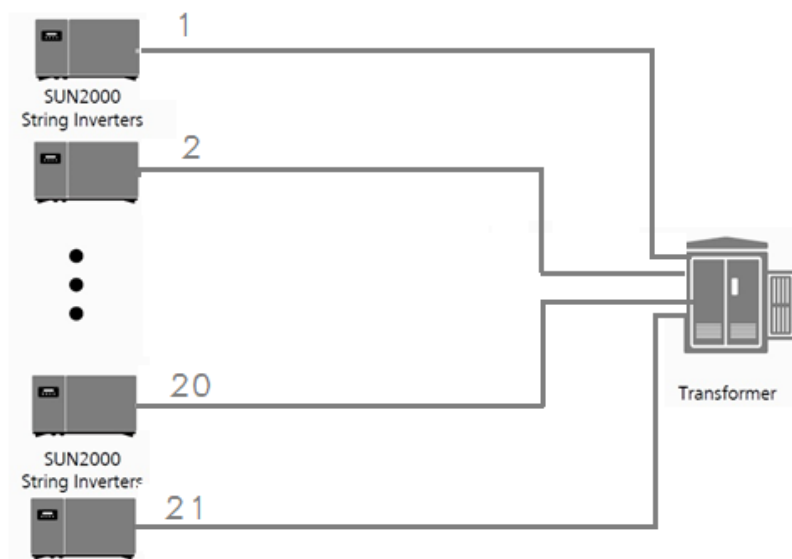 1
SUN2000
String Inverters
2
20
SUN2000
String Inverters
21
Transformer